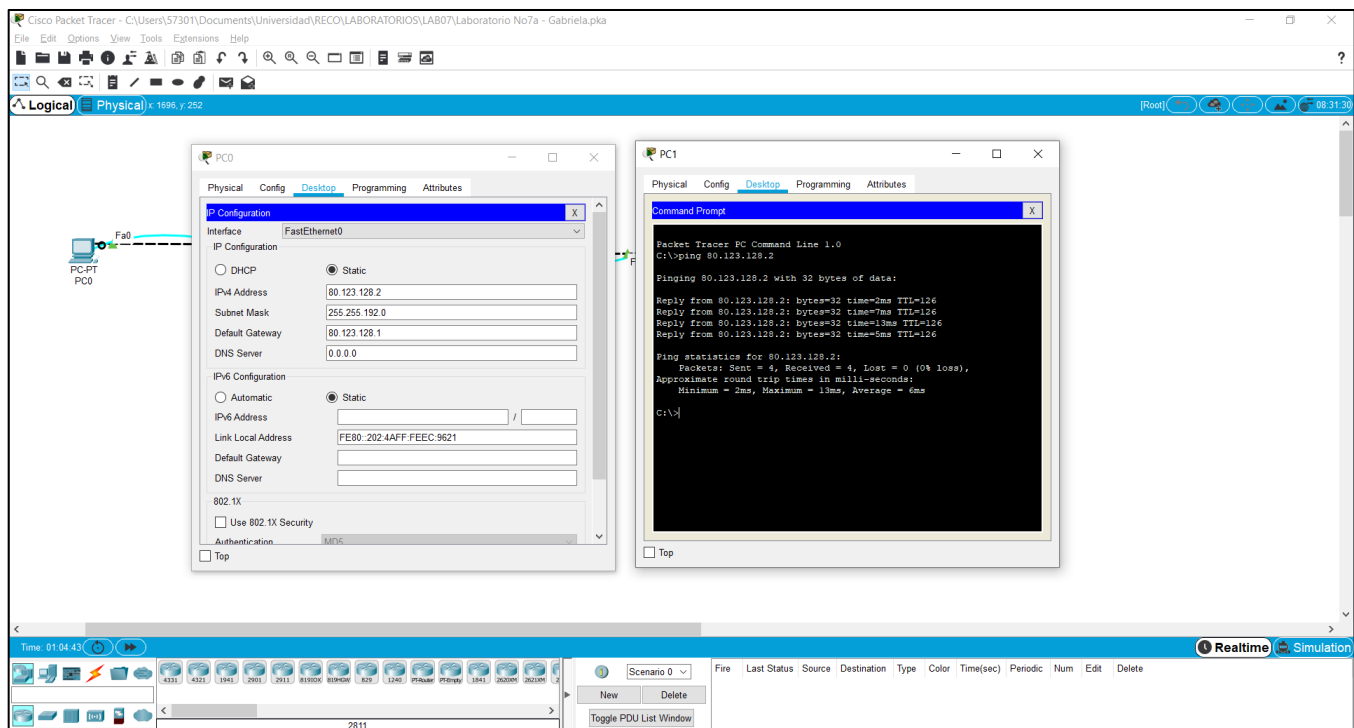 Cisco Packet Tracer - C:\Users\57301\Documents\Universidad\RECO\LABORATORIOS\LAB07\Laboratorio No7a - Gabriela.pka
File Edit Options View Tools Extensions Help
?
Logical Physical x: 1696, y: 252 [Root] 08:31:30
PC0
Physical Config Desktop Programming Attributes
IP Configuration X
Interface FastEthernet0
IP Configuration
DHCP Static
IPv4 Address 80.123.128.2
Subnet Mask 255.255.192.0
Default Gateway 80.123.128.1
DNS Server 0.0.0.0
IPv6 Configuration
Automatic Static
IPv6 Address /
Link Local Address FE80::202:4AFF:FEEC:9621
Default Gateway
DNS Server
802.1X
Use 802.1X Security
Authentication MD5
Top
Fa0
PC-PT
PC0
F
PC1
Physical Config Desktop Programming Attributes
Command Prompt X
Packet Tracer PC Command Line 1.0
C:\>ping 80.123.128.2
Pinging 80.123.128.2 with 32 bytes of data:
Reply from 80.123.128.2: bytes=32 time=2ms TTL=126
Reply from 80.123.128.2: bytes=32 time=7ms TTL=126
Reply from 80.123.128.2: bytes=32 time=13ms TTL=126
Reply from 80.123.128.2: bytes=32 time=5ms TTL=126
Ping statistics for 80.123.128.2:
Packets: Sent = 4, Received = 4, Lost = 0 (0% loss),
Approximate round trip times in milli-seconds:
Minimum = 2ms, Maximum = 13ms, Average = 6ms
C:\>
Top
Time: 01:04:43 Realtime Simulation
4331 4321 1941 2901 2911 819IOX 819HGW 829 1240 PT-Router PT-Empty 1841 2620XM 2621XM 2
2811
Scenario 0
New Delete
Toggle PDU List Window
Fire Last Status Source Destination Type Color Time(sec) Periodic Num Edit Delete